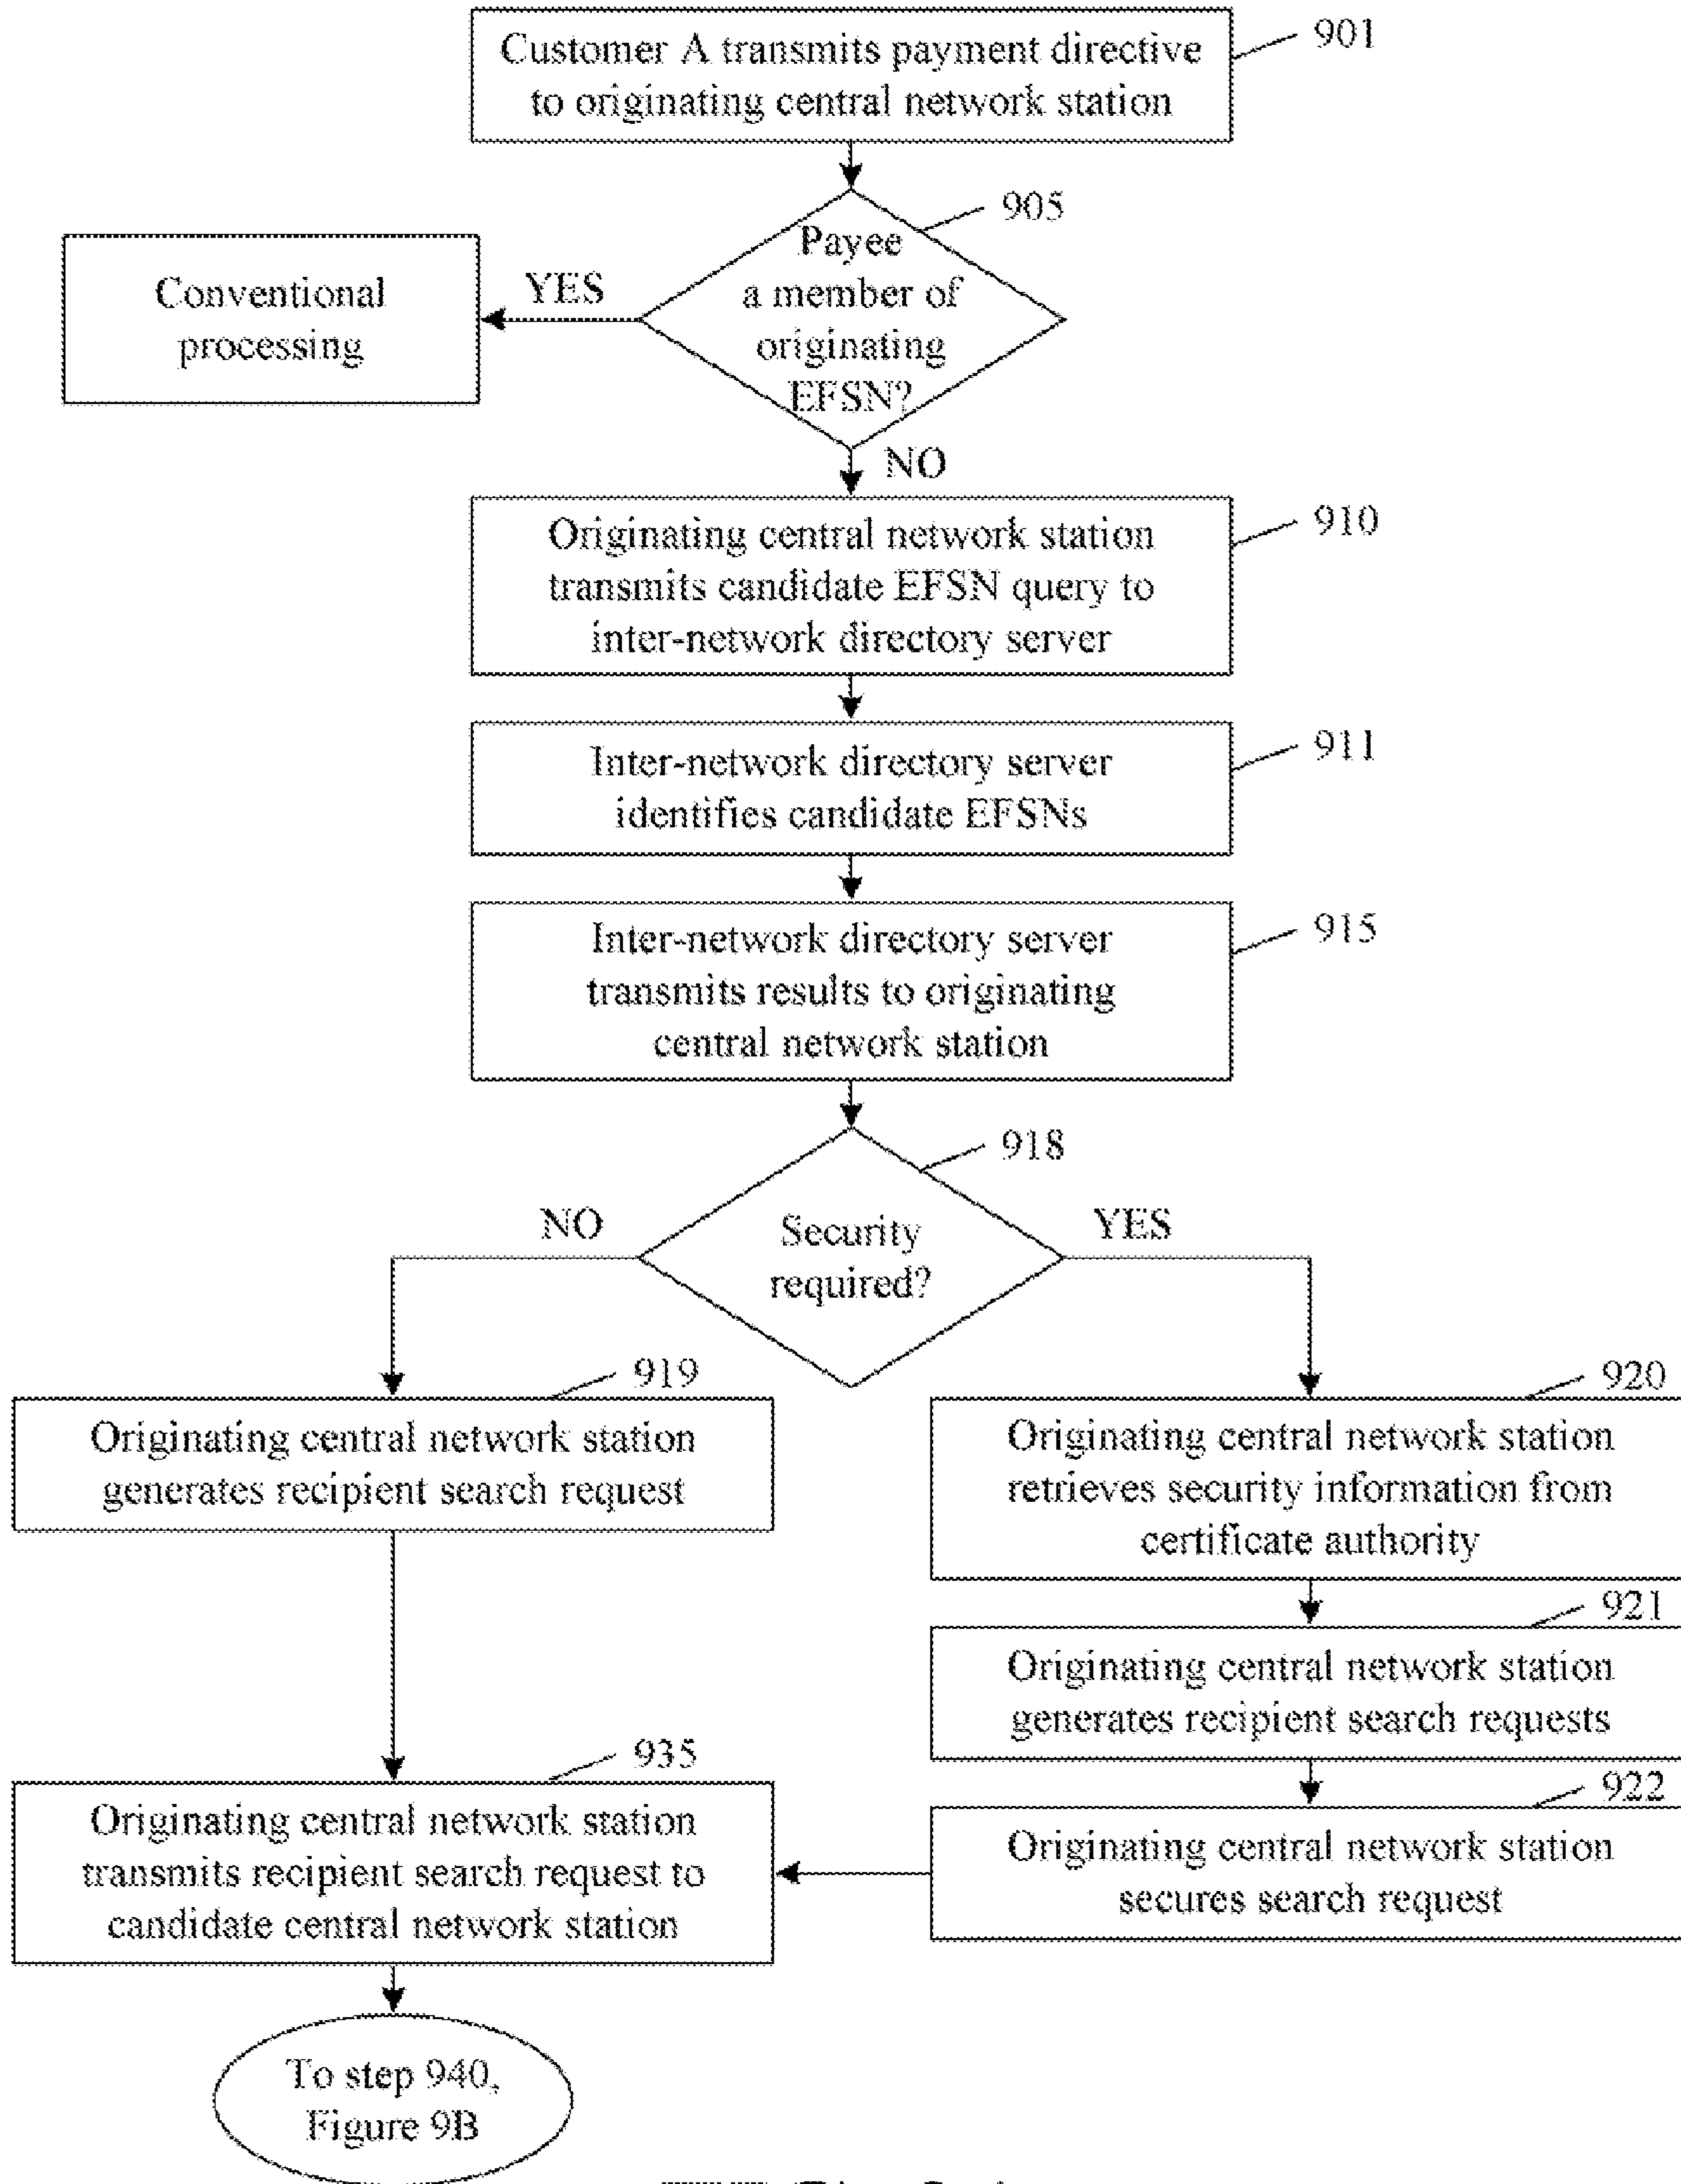 Customer A transmits payment directive
to originating central network station
901
905
Payee
a member of
originating
EFSN?
YES
Conventional
processing
NO
Originating central network station
transmits candidate EFSN query to
inter-network directory server
910
Inter-network directory server
identifies candidate EFSNs
911
Inter-network directory server
transmits results to originating
central network station
915
918
Security
required?
NO
YES
919
Originating central network station
generates recipient search request
920
Originating central network station
retrieves security information from
certificate authority
921
Originating central network station
generates recipient search requests
922
Originating central network station
secures search request
935
Originating central network station
transmits recipient search request to
candidate central network station
To step 940,
Figure 9B